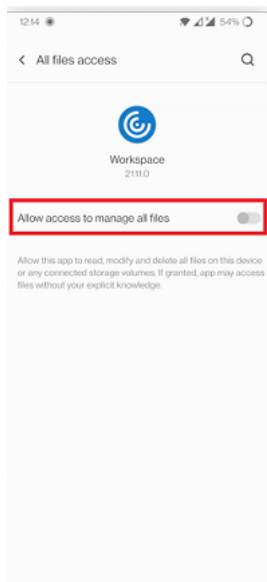 12:14 54%
All files access
Workspace
21.11.0
Allow access to manage all files
Allow this app to read, modify and delete all files on this device
or any connected storage volumes. If granted, app may access
files without your explicit knowledge.